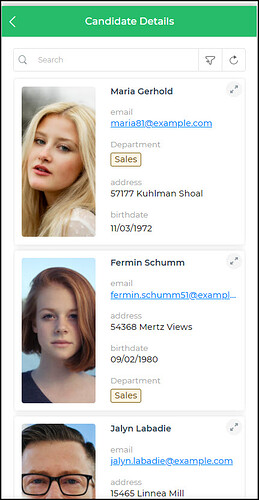 Candidate Details
Search
Maria Gerhold
email
maria81@example.com
Department
Sales
address
57177 Kuhlman Shoal
birthdate
11/03/1972
Fermin Schumm
email
fermin.schumm51@exampl...
address
54368 Mertz Views
birthdate
09/02/1980
Department
Sales
Jalyn Labadie
email
jalyn.labadie@example.com
address
15465 Linnea Mill